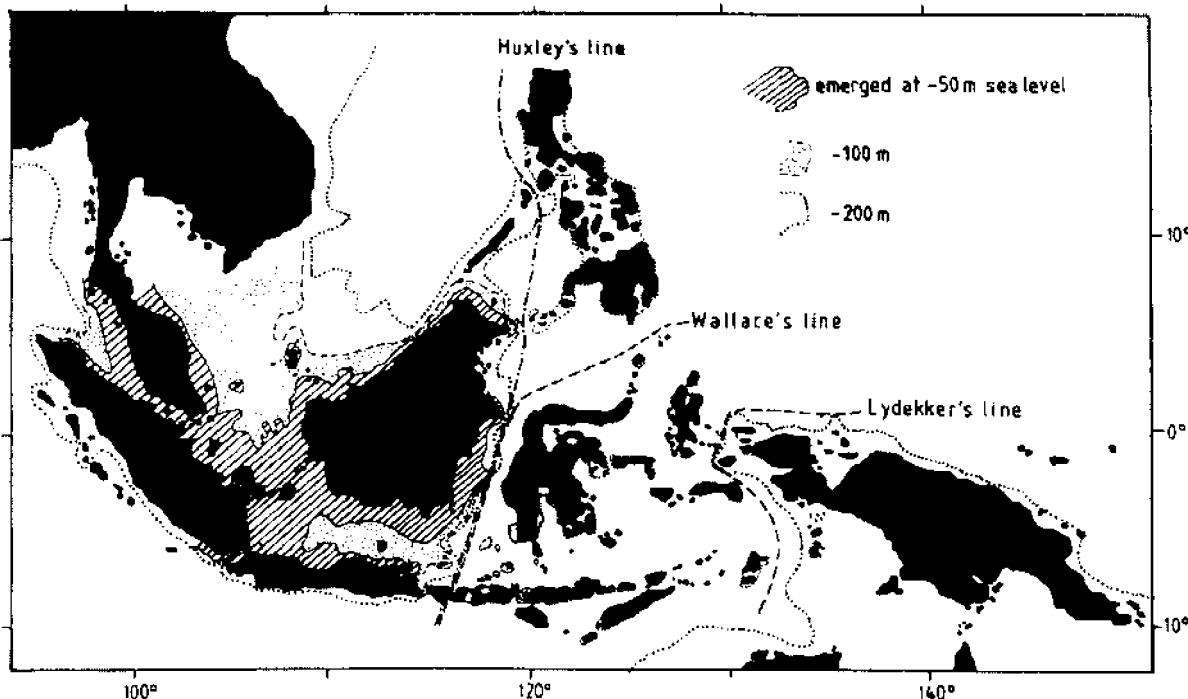 Huxley's line
emerged at -50m sea level
-100 m
-200 m
10°
Wallace's line
Lydekker's line
0°
10°
100°
120°
140°